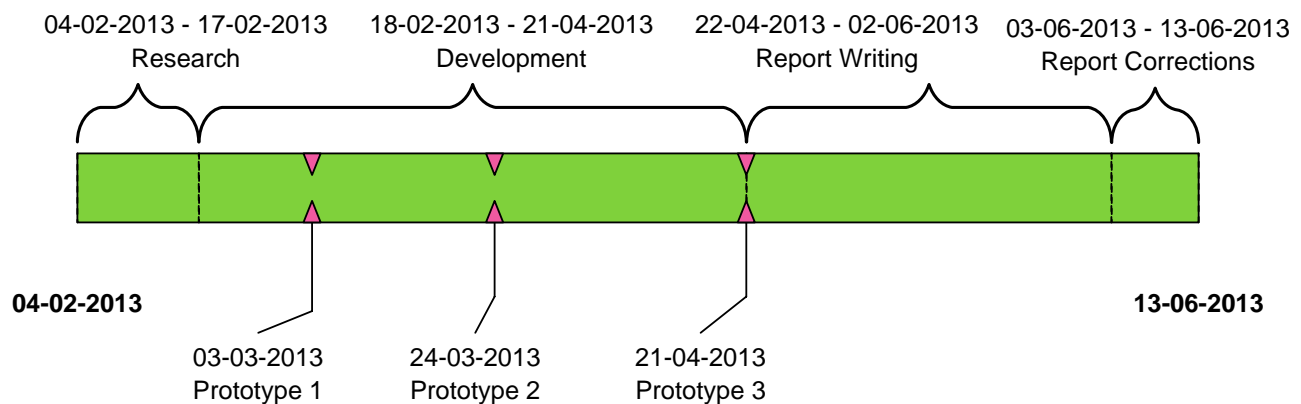 04-02-2013 - 17-02-2013
Research
18-02-2013 - 21-04-2013
Development
22-04-2013 - 02-06-2013
Report Writing
03-06-2013 - 13-06-2013
Report Corrections
04-02-2013
13-06-2013
03-03-2013
Prototype 1
24-03-2013
Prototype 2
21-04-2013
Prototype 3